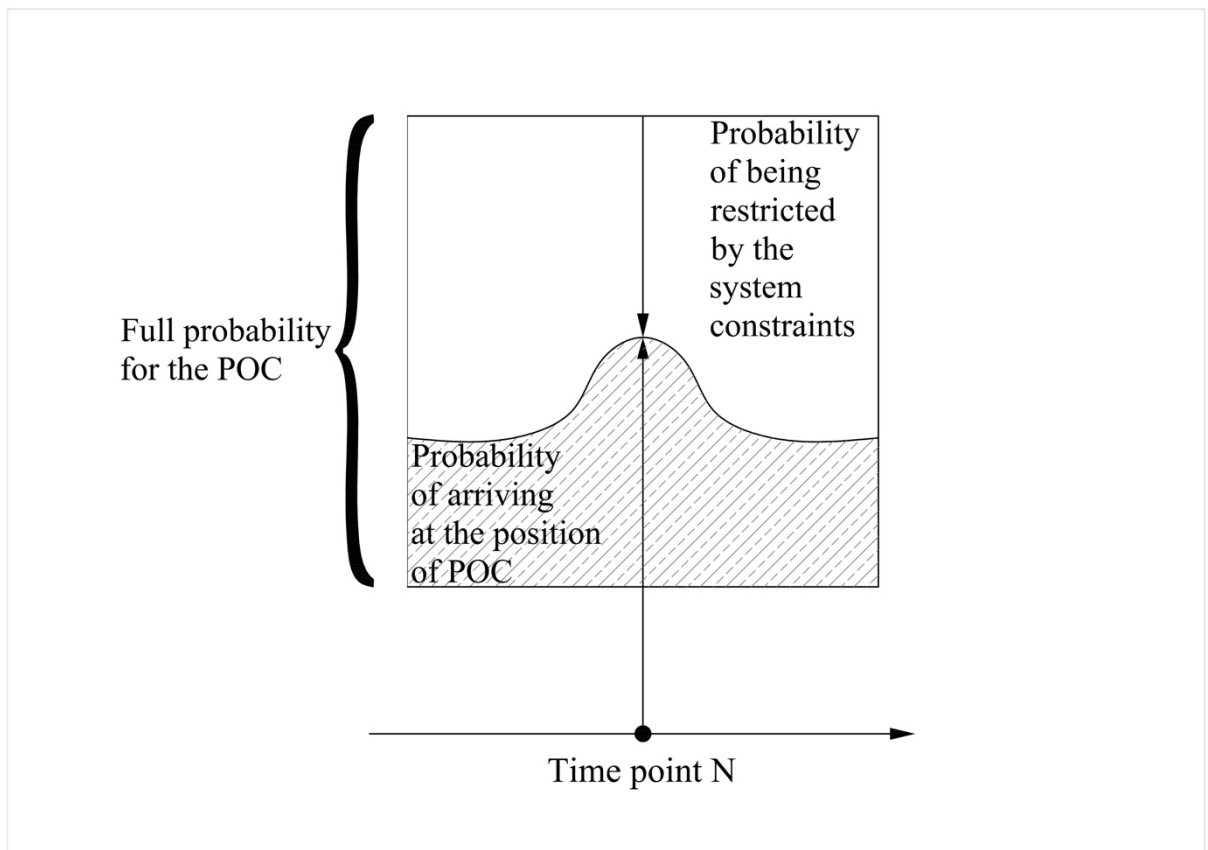 Probability
of being
restricted
by the
system
constraints
Full probability
for the POC
Probability
of arriving
at the position
of POC
Time point N